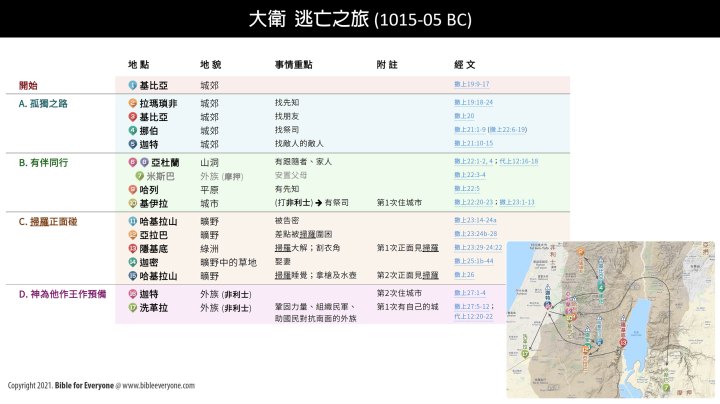 大衛 逃亡之旅 (1015-05 BC)
地點 地貌 事情重點 附註 經文
開始 1 基比亞 城郊 撒上19:9-17
A. 孤獨之路 2 拉瑪瑣非 城郊 找先知 撒上19:18-24
3 基比亞 城郊 找朋友 撒上20
4 挪伯 城郊 找祭司 撒上21:1-9 (撒上22:6-19)
5 迦特 城郊 找敵人的敵人 撒上21:10-15
B. 有伴同行 6 8 亞杜蘭 山洞 有跟隨者、家人 撒上22:1-2, 4；代上12:16-18
7 米斯巴 外族 (摩押) 安置父母 撒上22:3-4
9 哈列 平原 有先知 撒上22:5
10 基伊拉 城市 (打非利士) ➔ 有祭司 第1次住城市 撒上22:20-23；撒上23:1-13
C. 掃羅正面碰 11 哈基拉山 曠野 被告密 撒上23:14-24a
12 亞拉巴 曠野 差點被掃羅圍困 撒上23:24b-28
13 隱基底 綠洲 掃羅大解；割衣角 第1次正面見掃羅 撒上23:29-24:22
14 迦密 曠野中的草地 娶妻 撒上25:1b-44
15 哈基拉山 曠野 掃羅睡覺；拿槍及水壺 第2次正面見掃羅 撒上26
D. 神為他作王作預備 16 迦特 外族 (非利士) 第2次住城市 撒上27:1-4
17 洗革拉 外族 (非利士) 鞏固力量、組織民軍、 第1次有自己的城 撒上27:5-12；
助國民對抗南面的外族 代上12:20-22
非利士
摩押
Copyright 2021. Bible for Everyone @ www.bibleeveryone.com